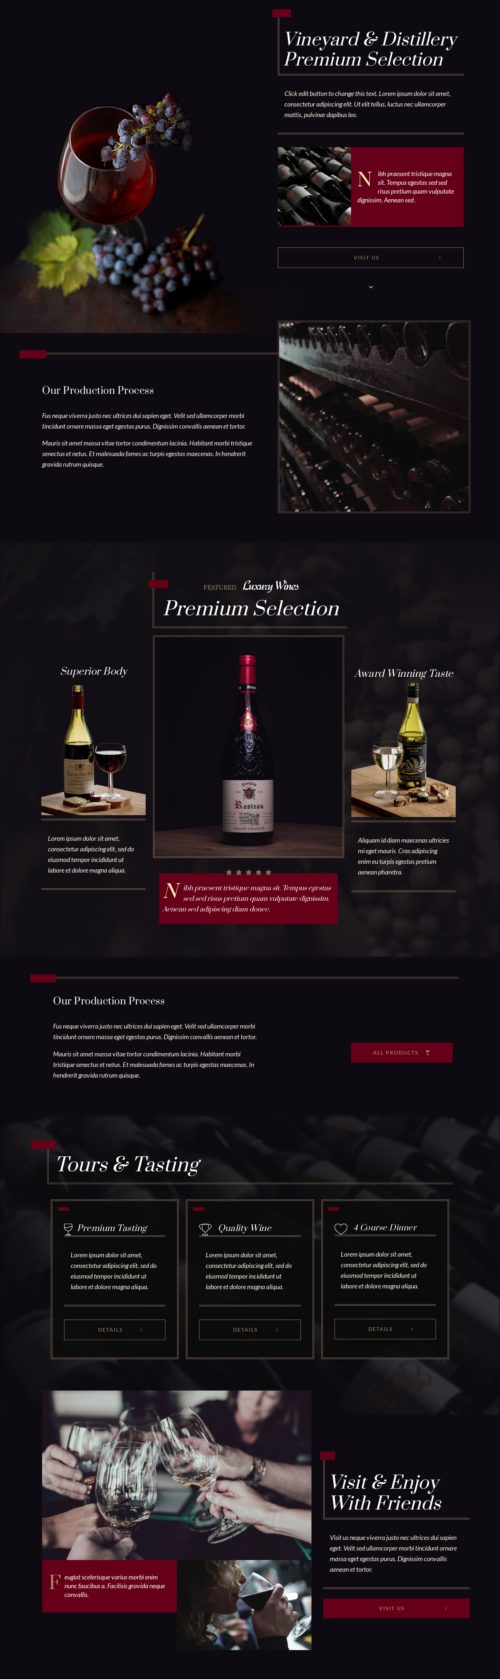 Vineyard & Distillery
Premium Selection
Click edit button to change this text. Lorem ipsum dolor sit amet,
consectetur adipiscing elit. Ut elit tellus, luctus nec ullamcorper
mattis, pulvinar dapibus leo.
Nibh praesent tristique magna
sit. Tempus egestas sed sed
risus pretium quam vulputate
dignissim. Aenean sed .
VISIT US
Our Production Process
Fus neque viverra justo nec ultrices dui sapien eget. Velit sed ullamcorper morbi
tincidunt ornare massa eget egestas purus. Dignissim convallis aenean et tortor.
Mauris sit amet massa vitae tortor condimentum lacinia. Habitant morbi tristique
senectus et netus. Et malesuada fames ac turpis egestas maecenas. In hendrerit
gravida rutrum quisque.
FEATURED Luxury Wines
Premium Selection
Superior Body
Award Winning Taste
Rasteau
Lorem ipsum dolor sit amet,
consectetur adipiscing elit, sed do
eiusmod tempor incididunt ut
labore et dolore magna aliqua.
Aliquam id diam maecenas ultricies
mi eget mauris. Cras adipiscing
enim eu turpis egestas pretium
aenean pharetra.
Nibh praesent tristique magna sit. Tempus egestas
sed sed risus pretium quam vulputate dignissim.
Aenean sed adipiscing diam donec.
Our Production Process
Fus neque viverra justo nec ultrices dui sapien eget. Velit sed ullamcorper morbi
tincidunt ornare massa eget egestas purus. Dignissim convallis aenean et tortor.
Mauris sit amet massa vitae tortor condimentum lacinia. Habitant morbi
tristique senectus et netus. Et malesuada fames ac turpis egestas maecenas. In
hendrerit gravida rutrum quisque.
ALL PRODUCTS
Tours & Tasting
Premium Tasting
Lorem ipsum dolor sit amet,
consectetur adipiscing elit, sed do
eiusmod tempor incididunt ut
labore et dolore magna aliqua.
DETAILS
Quality Wine
Lorem ipsum dolor sit amet,
consectetur adipiscing elit, sed do
eiusmod tempor incididunt ut
labore et dolore magna aliqua.
DETAILS
4 Course Dinner
Lorem ipsum dolor sit amet,
consectetur adipiscing elit, sed do
eiusmod tempor incididunt ut
labore et dolore magna aliqua.
DETAILS
Visit & Enjoy
With Friends
Visit us neque viverra justo nec ultrices dui sapien
eget. Velit sed ullamcorper morbi tincidunt ornare
massa eget egestas purus. Dignissim convallis
aenean et tortor.
VISIT US
Feugiat scelerisque varius morbi enim
nunc faucibus a. Facilisis gravida neque
convallis.